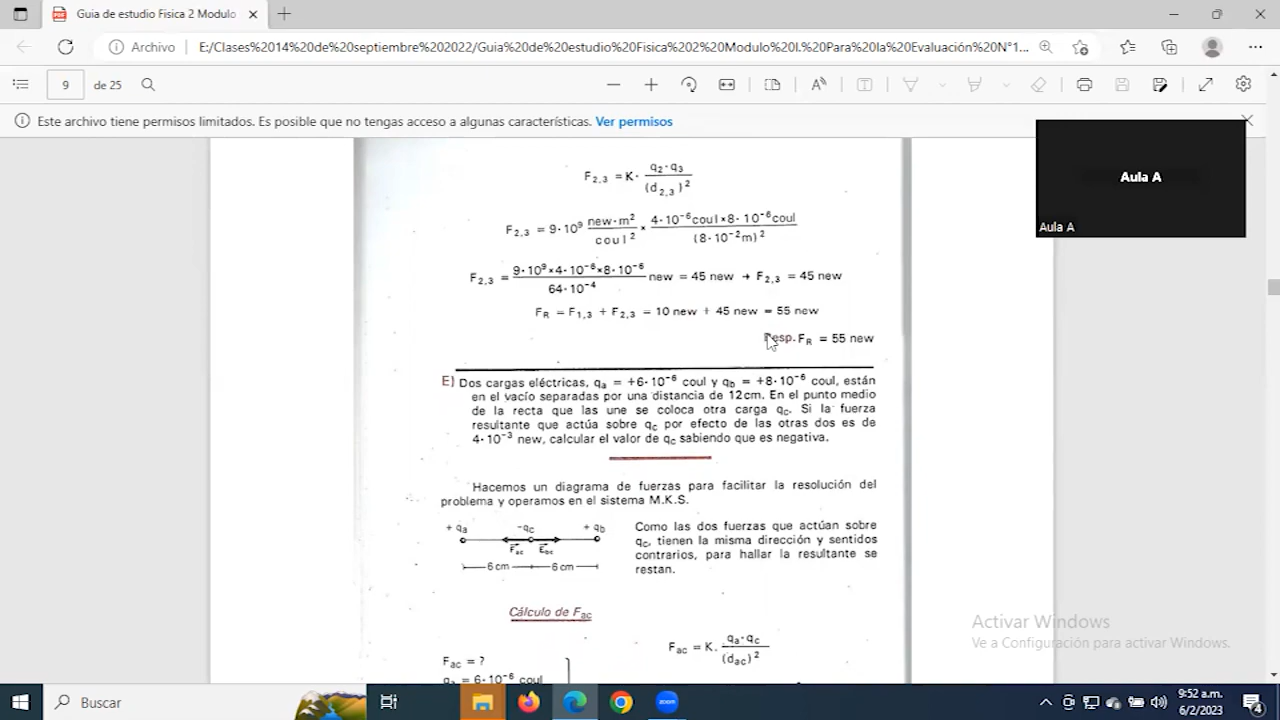 Guia de estudio Fisica 2 Modulo
Archivo
E:/Clases%2014%20de%20septiembre%202022/Guia%20de%20estudio%20Fisica%202%20Modulo%20I.%20Para%20la%20Evaluación%20N°1...
9 de 25
Este archivo tiene permisos limitados. Es posible que no tengas acceso a algunas características. Ver permisos
Aula A
Aula A
F2,3 = K · q2 · q3 / (d2,3)²
F2,3 = 9·10⁹ new·m² / coul² × 4·10⁻⁶coul×8·10⁻⁶coul / (8·10⁻²m)²
F2,3 = 9·10⁹×4·10⁻⁶×8·10⁻⁶ / 64·10⁻⁴ new = 45 new → F2,3 = 45 new
FR = F1,3 + F2,3 = 10 new + 45 new = 55 new
Resp. FR = 55 new
E) Dos cargas eléctricas, qa = +6·10⁻⁶ coul y qb = +8·10⁻⁶ coul, están
en el vacío separadas por una distancia de 12cm. En el punto medio
de la recta que las une se coloca otra carga qc. Si la fuerza
resultante que actúa sobre qc por efecto de las otras dos es de
4·10⁻³ new, calcular el valor de qc sabiendo que es negativa.
Hacemos un diagrama de fuerzas para facilitar la resolución del
problema y operamos en el sistema M.K.S.
+ qa -qc + qb
Fac Fbc
6 cm 6 cm
Como las dos fuerzas que actúan sobre
qc, tienen la misma dirección y sentidos
contrarios, para hallar la resultante se
restan.
Cálculo de Fac
Fac = K. qa·qc / (dac)²
Fac = ?
qa = 6·10⁻⁶ coul
Activar Windows
Ve a Configuración para activar Windows.
Buscar
zoom
9:52 a.m.
6/2/2023
4